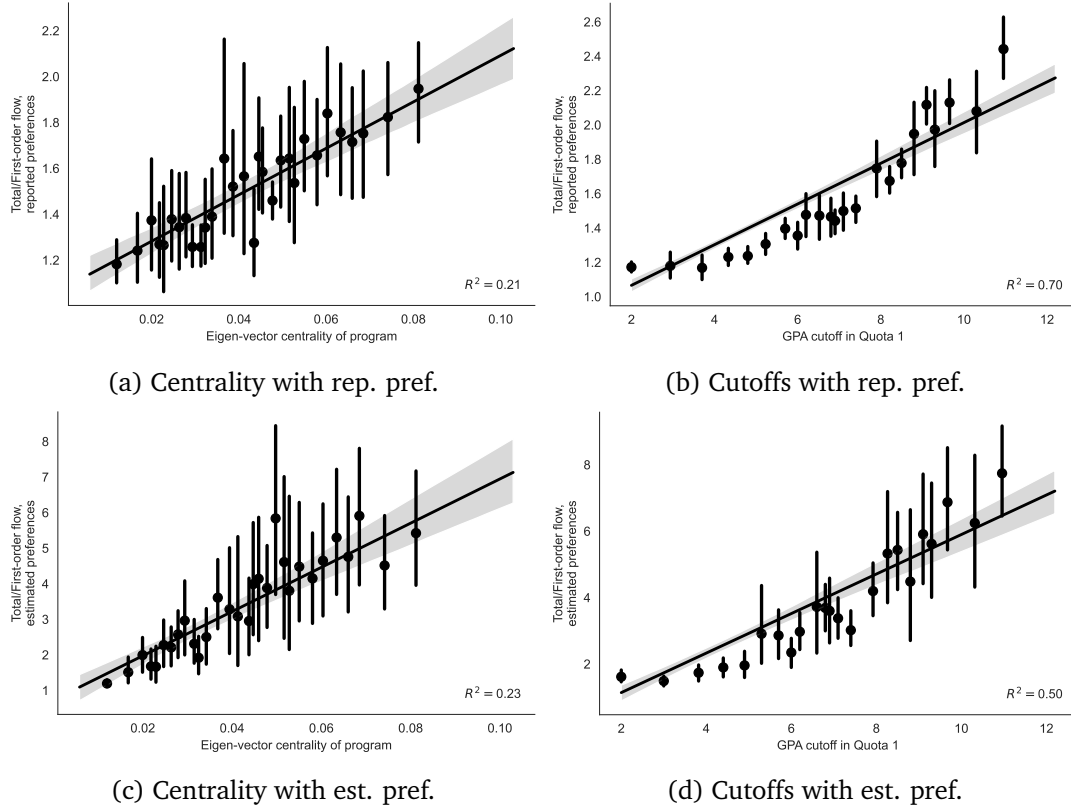 2.2
2.0
1.8
1.6
1.4
1.2
Total/First-order flow,
reported preferences
R² = 0.21
0.02 0.04 0.06 0.08 0.10
Eigen-vector centrality of program
(a) Centrality with rep. pref.
2.6
2.4
2.2
2.0
1.8
1.6
1.4
1.2
1.0
Total/First-order flow,
reported preferences
R² = 0.70
2 4 6 8 10 12
GPA cutoff in Quota 1
(b) Cutoffs with rep. pref.
8
7
6
5
4
3
2
1
Total/First-order flow,
estimated preferences
R² = 0.23
0.02 0.04 0.06 0.08 0.10
Eigen-vector centrality of program
(c) Centrality with est. pref.
8
6
4
2
Total/First-order flow,
estimated preferences
R² = 0.50
2 4 6 8 10 12
GPA cutoff in Quota 1
(d) Cutoffs with est. pref.